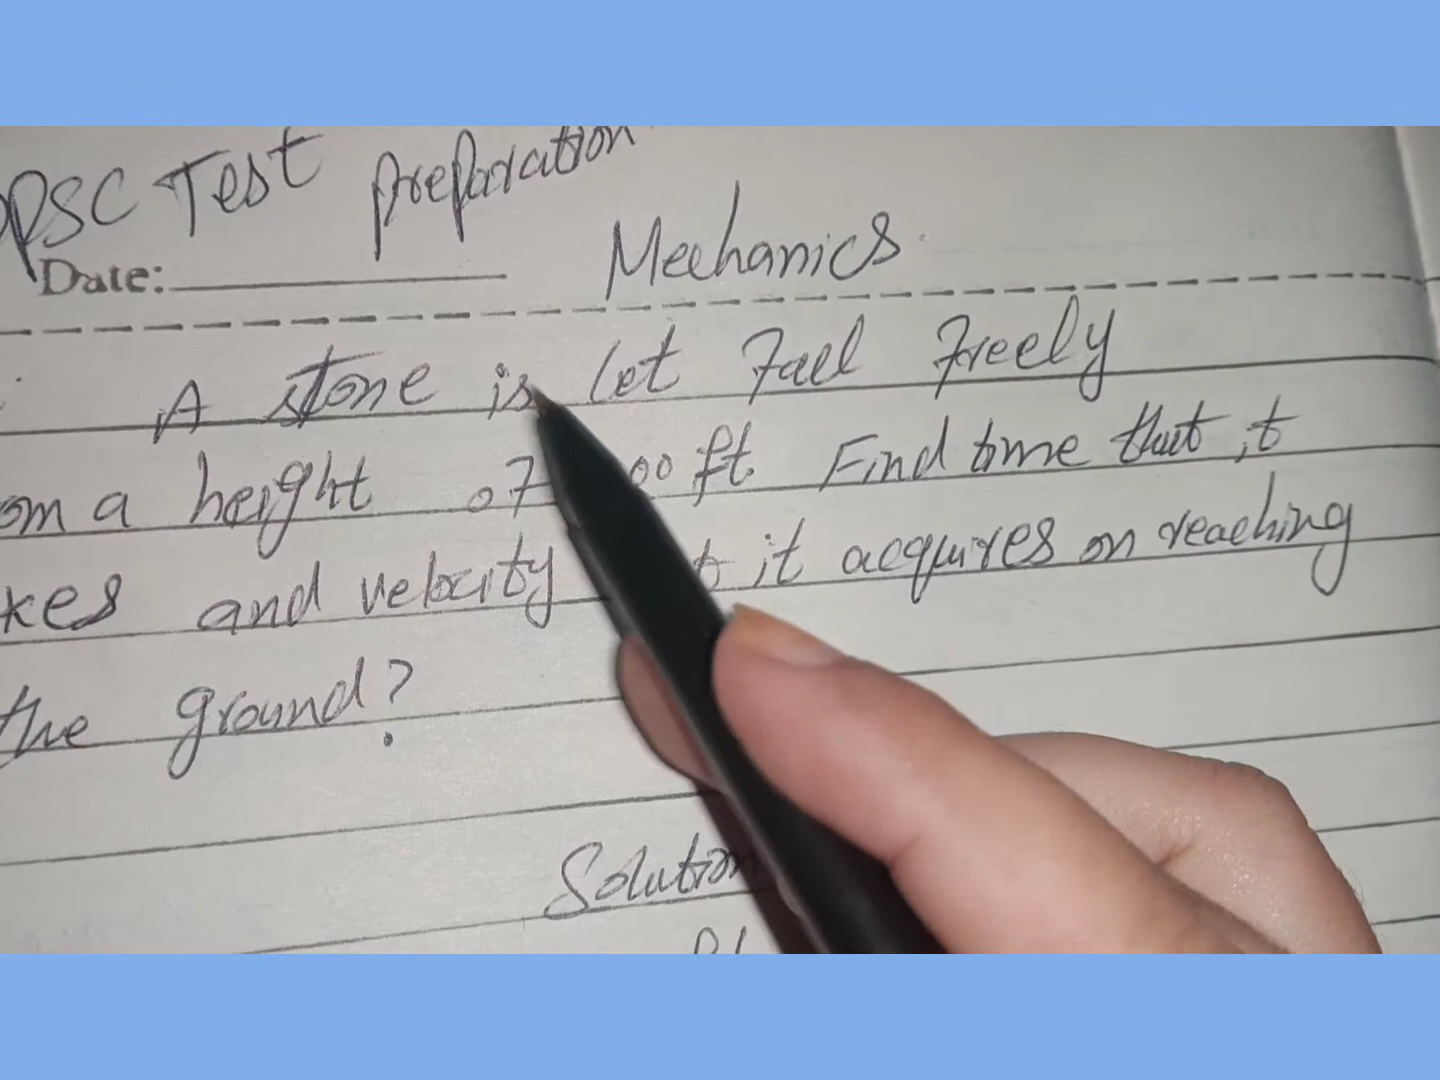 PSC Test preparation
Date:
Mechanics
A stone is let fall freely
om a height of 00 ft Find time that it
kes and velocity it acquires on reaching
the ground?
Solution